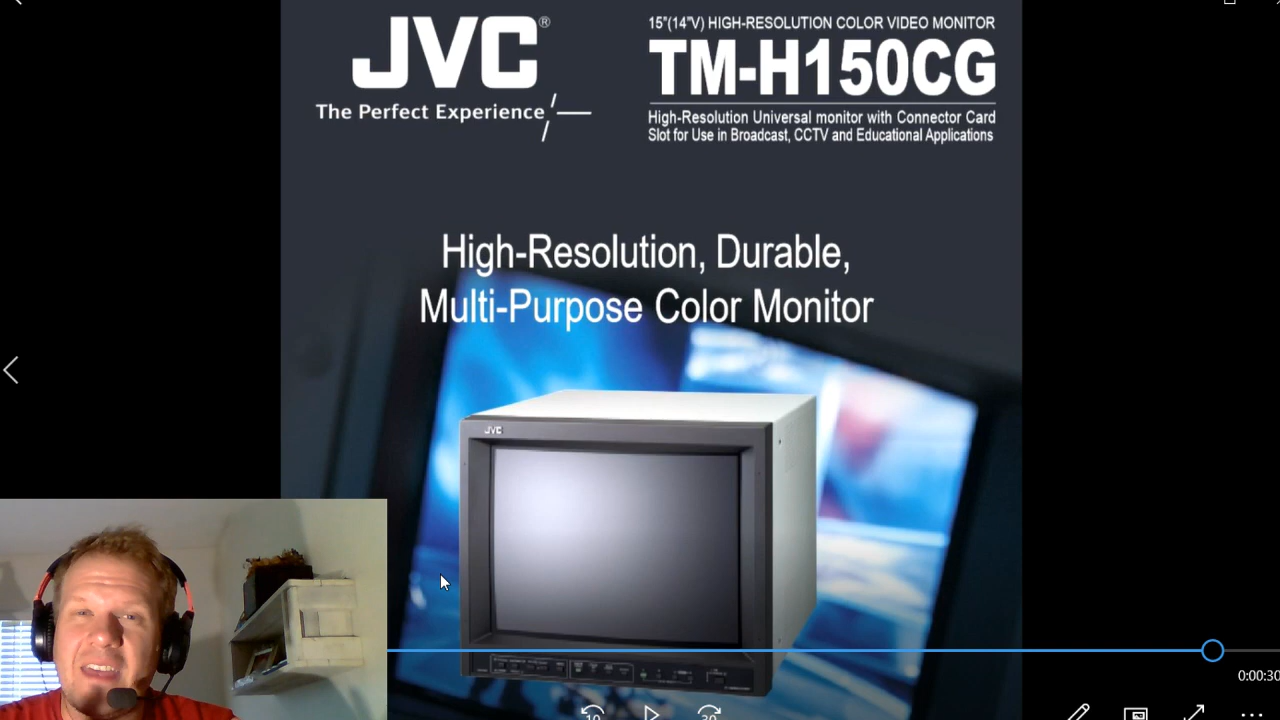 JVC®
The Perfect Experience
15"(14"V) HIGH-RESOLUTION COLOR VIDEO MONITOR
TM-H150CG
High-Resolution Universal monitor with Connector Card
Slot for Use in Broadcast, CCTV and Educational Applications
High-Resolution, Durable,
Multi-Purpose Color Monitor
JVC
0:00:30
10
30